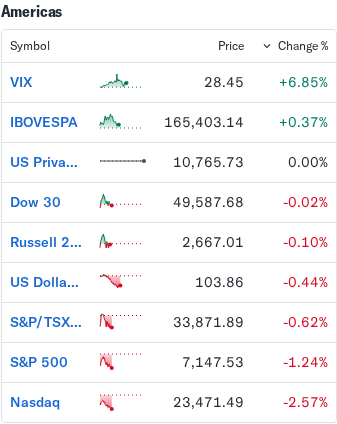 Americas
Symbol Price Change %
VIX 28.45 +6.85%
IBOVESPA 165,403.14 +0.37%
US Priva... 10,765.73 0.00%
Dow 30 49,587.68 -0.02%
Russell 2... 2,667.01 -0.10%
US Dolla... 103.86 -0.44%
S&P/TSX... 33,871.89 -0.62%
S&P 500 7,147.53 -1.24%
Nasdaq 23,471.49 -2.57%